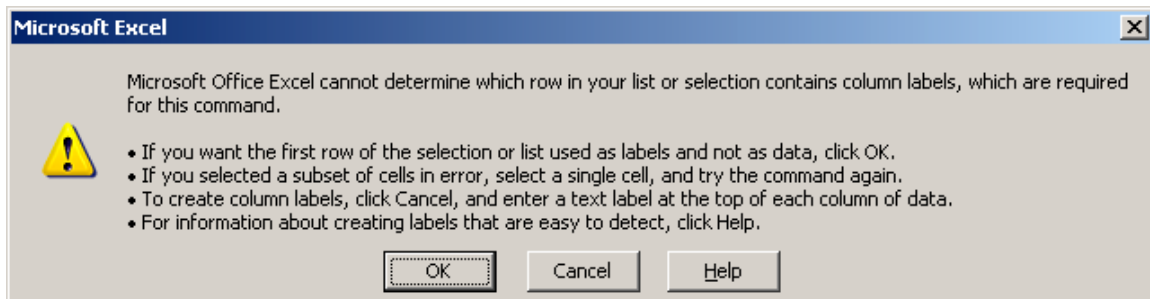 Microsoft Excel
Microsoft Office Excel cannot determine which row in your list or selection contains column labels, which are required
for this command.
• If you want the first row of the selection or list used as labels and not as data, click OK.
• If you selected a subset of cells in error, select a single cell, and try the command again.
• To create column labels, click Cancel, and enter a text label at the top of each column of data.
• For information about creating labels that are easy to detect, click Help.
OK Cancel Help